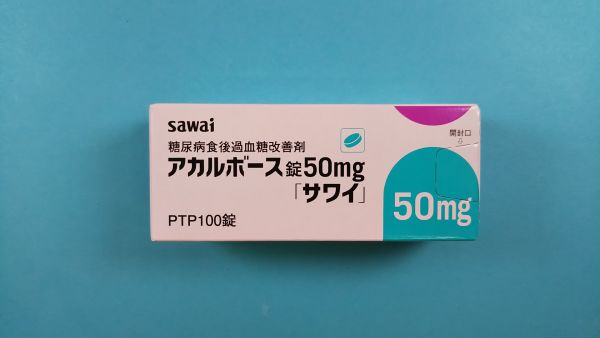 sawai
糖尿病食後過血糖改善剤
アカルボース錠50mg
「サワイ」
PTP100錠
開封口
50mg